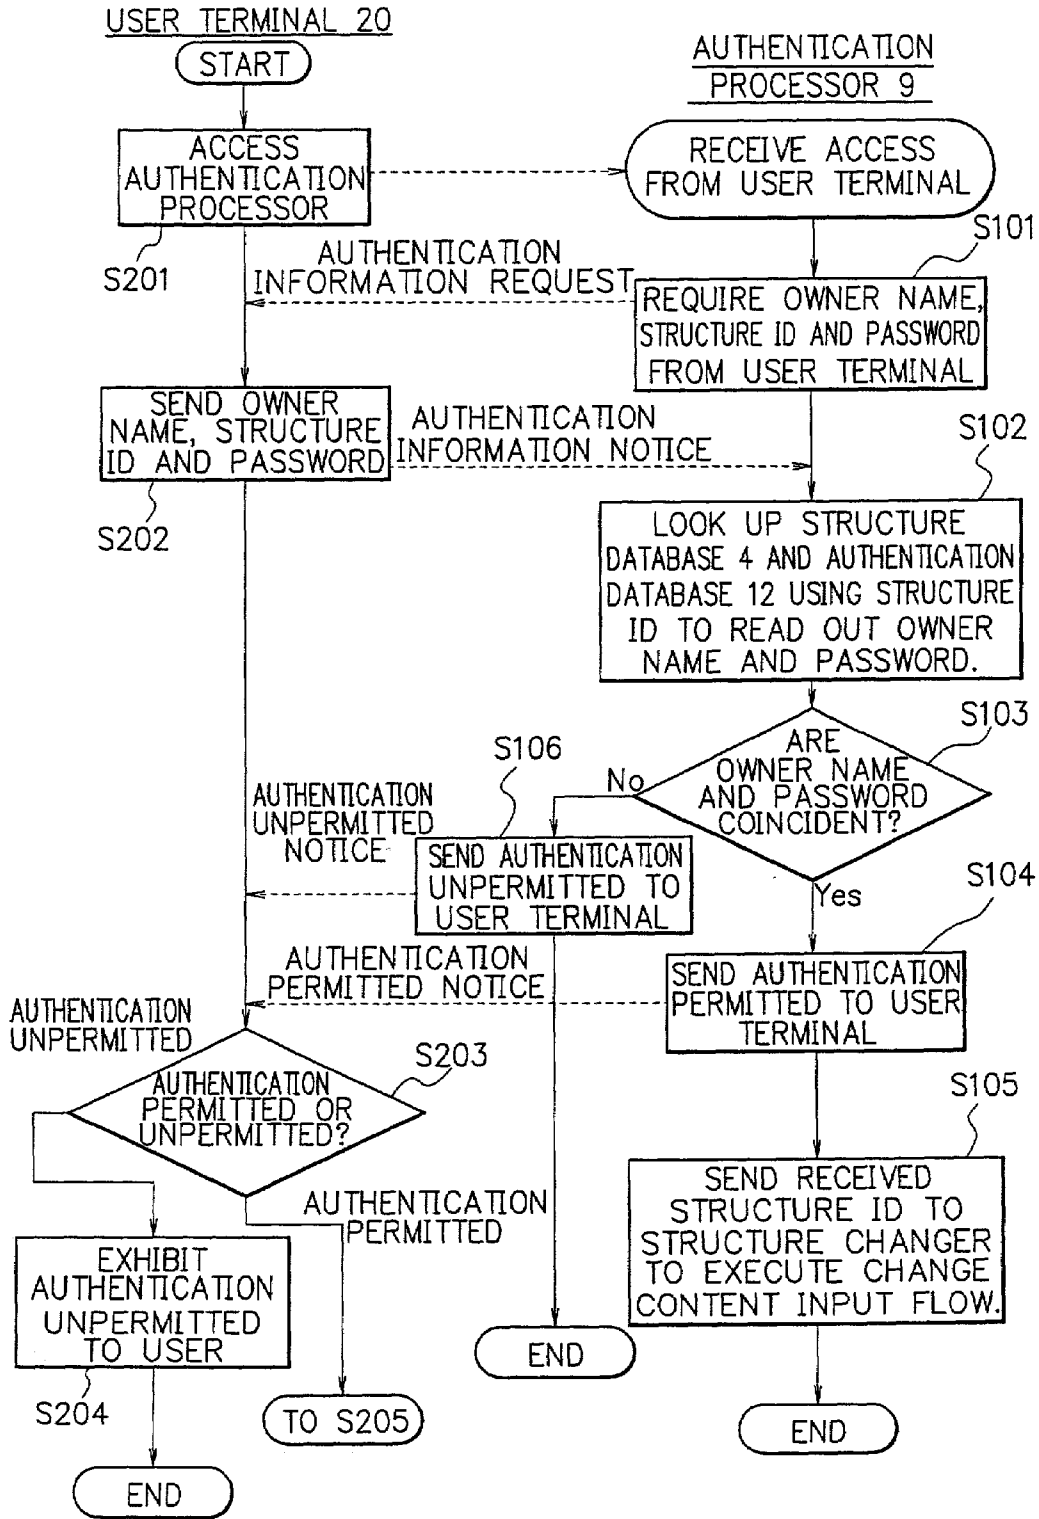 USER TERMINAL 20
START
AUTHENTICATION
PROCESSOR 9
ACCESS
AUTHENTICATION
PROCESSOR
RECEIVE ACCESS
FROM USER TERMINAL
S201
S101
AUTHENTICATION
INFORMATION REQUEST
REQUIRE OWNER NAME,
STRUCTURE ID AND PASSWORD
FROM USER TERMINAL
SEND OWNER
NAME, STRUCTURE
ID AND PASSWORD
AUTHENTICATION
INFORMATION NOTICE
S102
S202
LOOK UP STRUCTURE
DATABASE 4 AND AUTHENTICATION
DATABASE 12 USING STRUCTURE
ID TO READ OUT OWNER
NAME AND PASSWORD.
S103
ARE
OWNER NAME
AND PASSWORD
COINCIDENT?
No
S106
AUTHENTICATION
UNPERMITTED
NOTICE
SEND AUTHENTICATION
UNPERMITTED TO
USER TERMINAL
Yes
S104
AUTHENTICATION
PERMITTED NOTICE
SEND AUTHENTICATION
PERMITTED TO USER
TERMINAL
AUTHENTICATION
UNPERMITTED
S203
AUTHENTICATION
PERMITTED OR
UNPERMITTED?
S105
AUTHENTICATION
PERMITTED
SEND RECEIVED
STRUCTURE ID TO
STRUCTURE CHANGER
TO EXECUTE CHANGE
CONTENT INPUT FLOW.
EXHIBIT
AUTHENTICATION
UNPERMITTED
TO USER
END
S204
TO S205
END
END